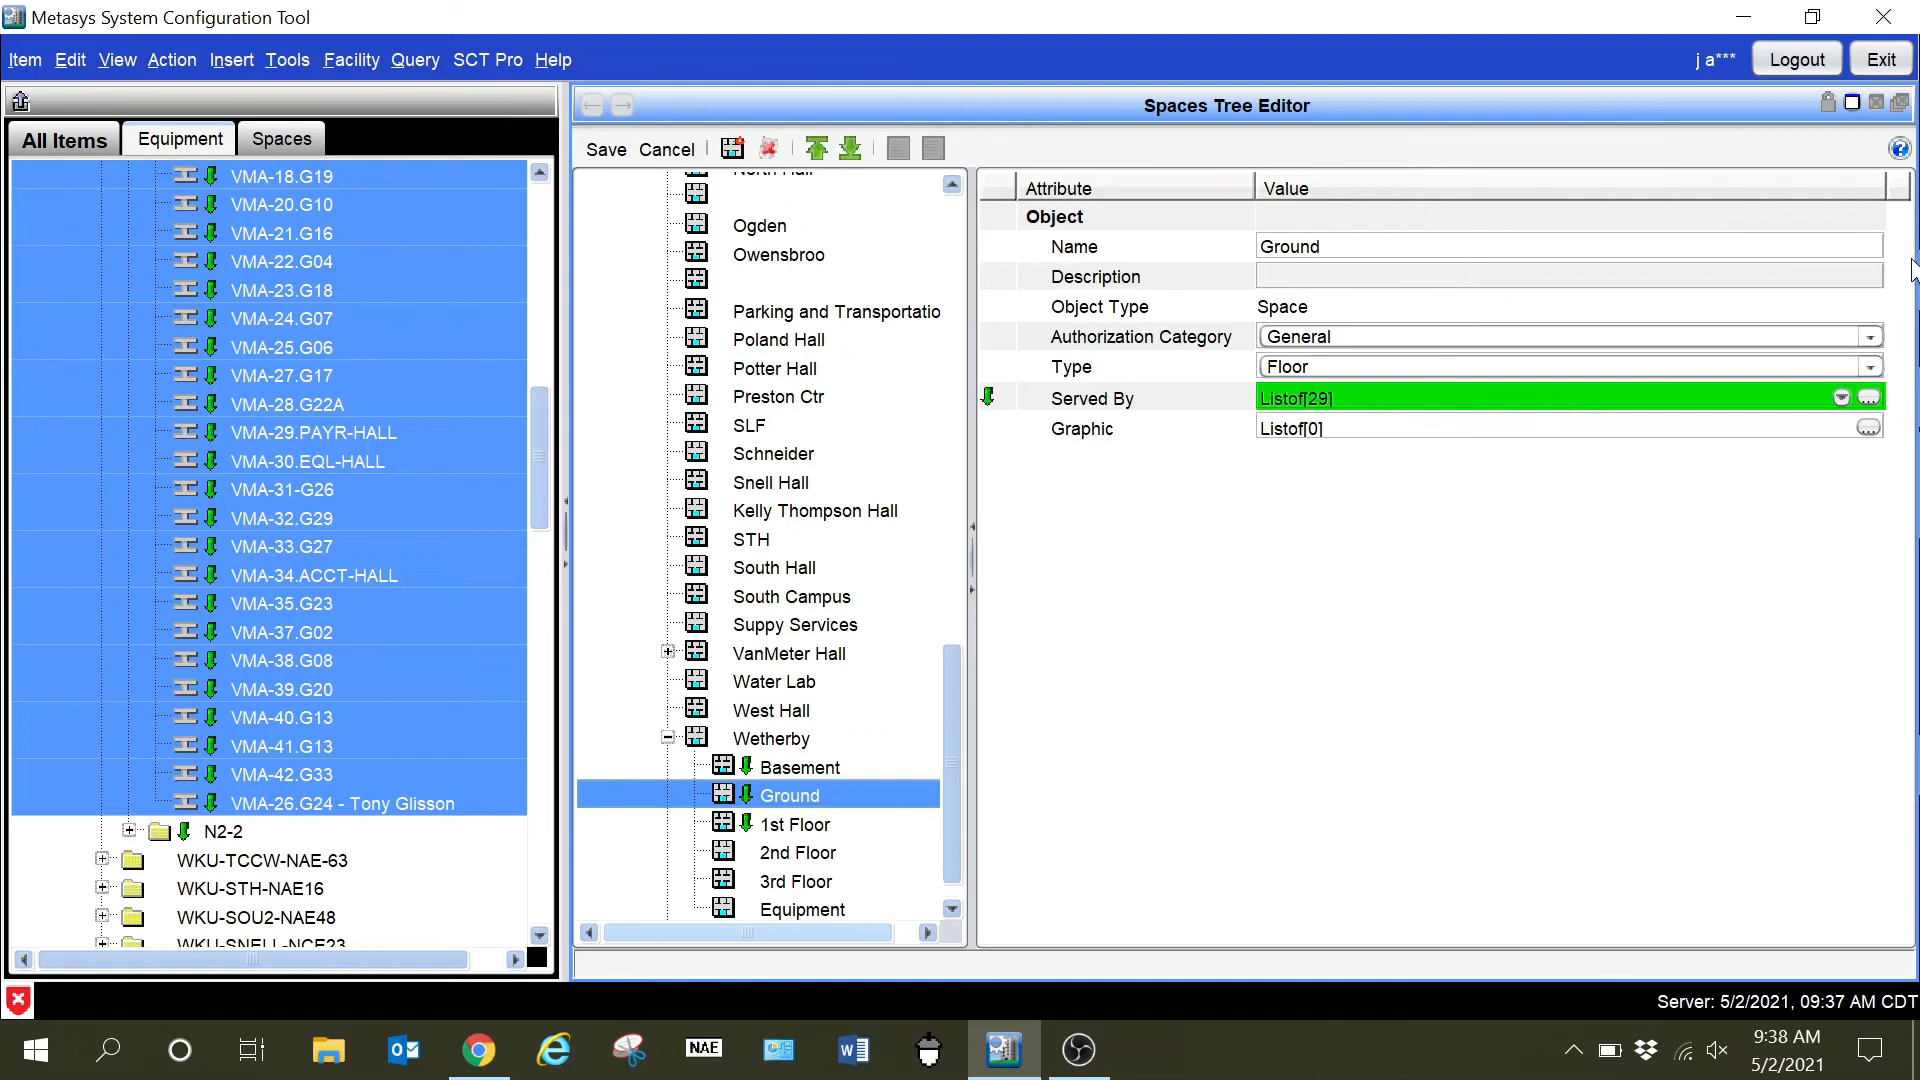 Metasys System Configuration Tool
Item Edit View Action Insert Tools Facility Query SCT Pro Help
j a*** Logout Exit
Spaces Tree Editor
All Items Equipment Spaces
Save Cancel
VMA-18.G19
VMA-20.G10
VMA-21.G16
VMA-22.G04
VMA-23.G18
VMA-24.G07
VMA-25.G06
VMA-27.G17
VMA-28.G22A
VMA-29.PAYR-HALL
VMA-30.EQL-HALL
VMA-31-G26
VMA-32.G29
VMA-33.G27
VMA-34.ACCT-HALL
VMA-35.G23
VMA-37.G02
VMA-38.G08
VMA-39.G20
VMA-40.G13
VMA-41.G13
VMA-42.G33
VMA-26.G24 - Tony Glisson
N2-2
WKU-TCCW-NAE-63
WKU-STH-NAE16
WKU-SOU2-NAE48
WKU-SNELL-NCE23
North Hall
Ogden
Owensboro
Parking and Transportatio
Poland Hall
Potter Hall
Preston Ctr
SLF
Schneider
Snell Hall
Kelly Thompson Hall
STH
South Hall
South Campus
Suppy Services
VanMeter Hall
Water Lab
West Hall
Wetherby
Basement
Ground
1st Floor
2nd Floor
3rd Floor
Equipment
Attribute Value
Object
Name Ground
Description
Object Type Space
Authorization Category General
Type Floor
Served By Listof[29]
Graphic Listof[0]
Server: 5/2/2021, 09:37 AM CDT
NAE
9:38 AM
5/2/2021